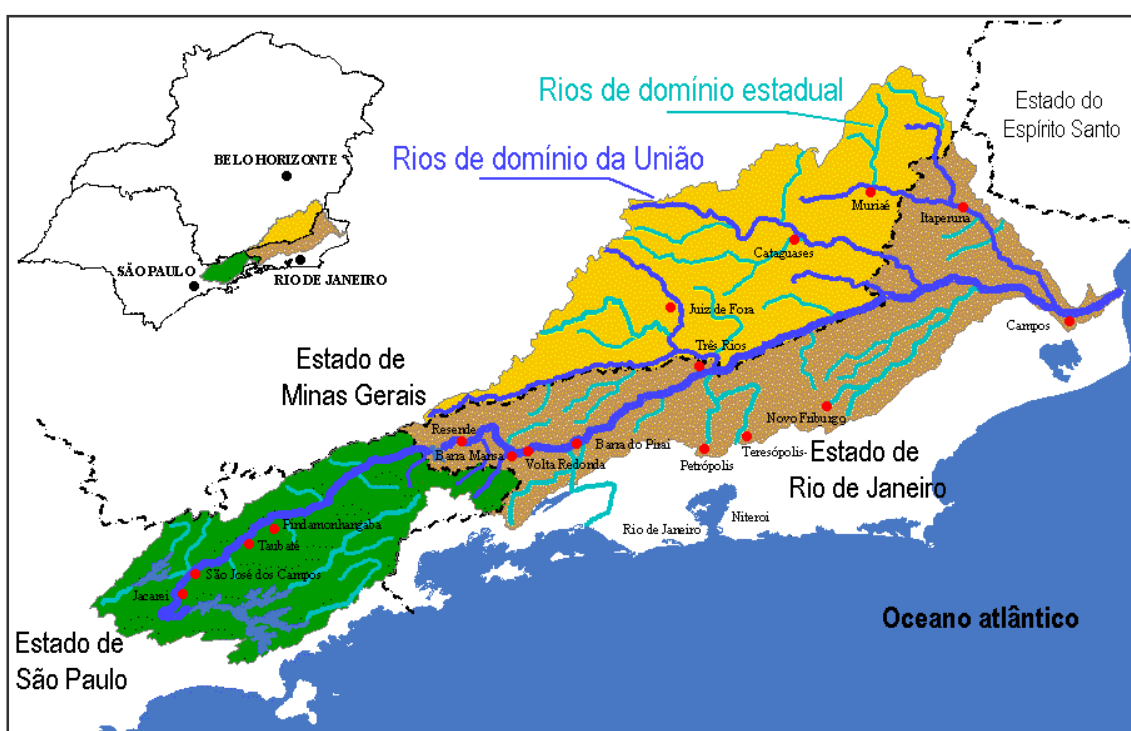 Rios de domínio estadual
Rios de domínio da União
Estado do
Espírito Santo
BELO HORIZONTE
SÃO PAULO
RIO DE JANEIRO
Muriaé
Itaperuna
Cataguases
Juiz de Fora
Campos
Três Rios
Estado de
Minas Gerais
Novo Friburgo
Resende
Barra do Piraí
Barra Mansa
Volta Redonda
Petrópolis
Teresópolis-
Estado de
Rio de Janeiro
Rio de Janeiro
Niteroi
Pindamonhangaba
Taubaté
São José dos Campos
Jacareí
Oceano atlântico
Estado de
São Paulo